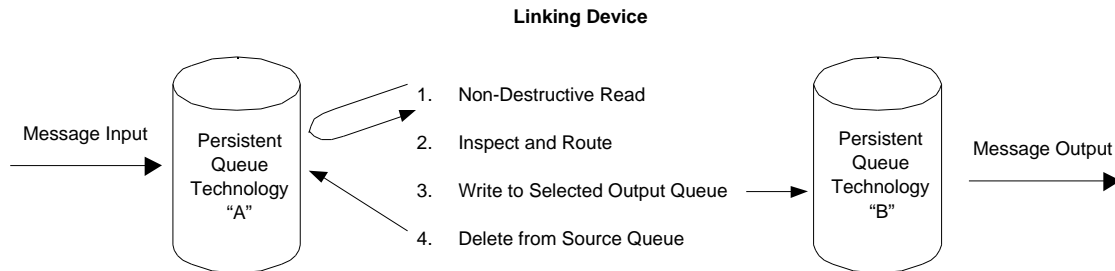 Linking Device
Message Input
Persistent
Queue
Technology
“A”
1. Non-Destructive Read
2. Inspect and Route
3. Write to Selected Output Queue
4. Delete from Source Queue
Persistent
Queue
Technology
“B”
Message Output